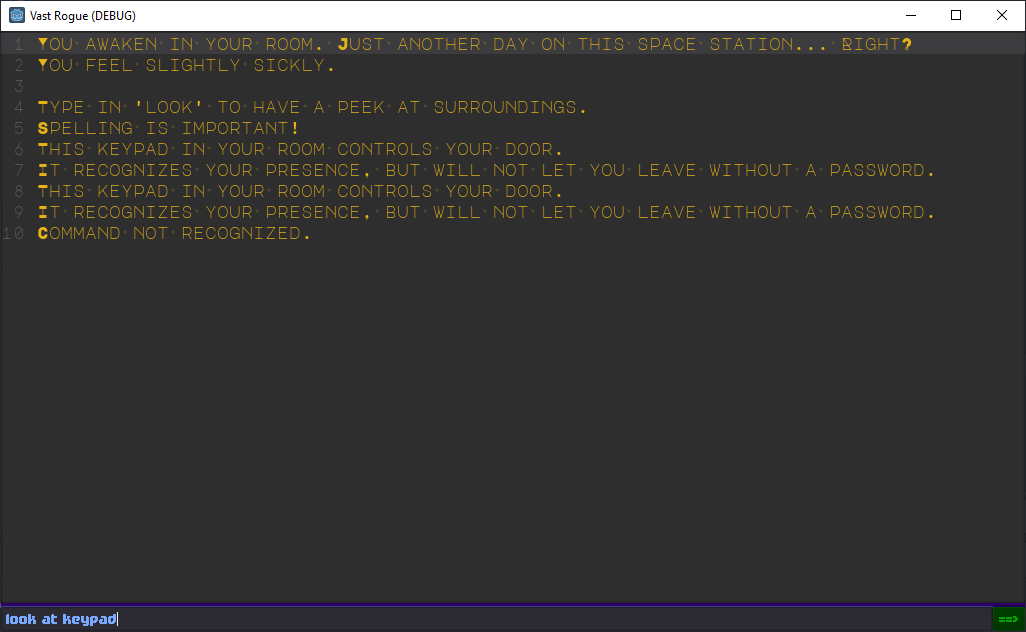 Vast Rogue (DEBUG)
1 You awaken in your room. Just another day on this space station... Right?
2 You feel slightly sickly.
3
4 Type in 'look' to have a peek at surroundings.
5 Spelling is important!
6 This keypad in your room controls your door.
7 It recognizes your presence, but will not let you leave without a password.
8 This keypad in your room controls your door.
9 It recognizes your presence, but will not let you leave without a password.
10 Command not recognized.
look at keypad ==>